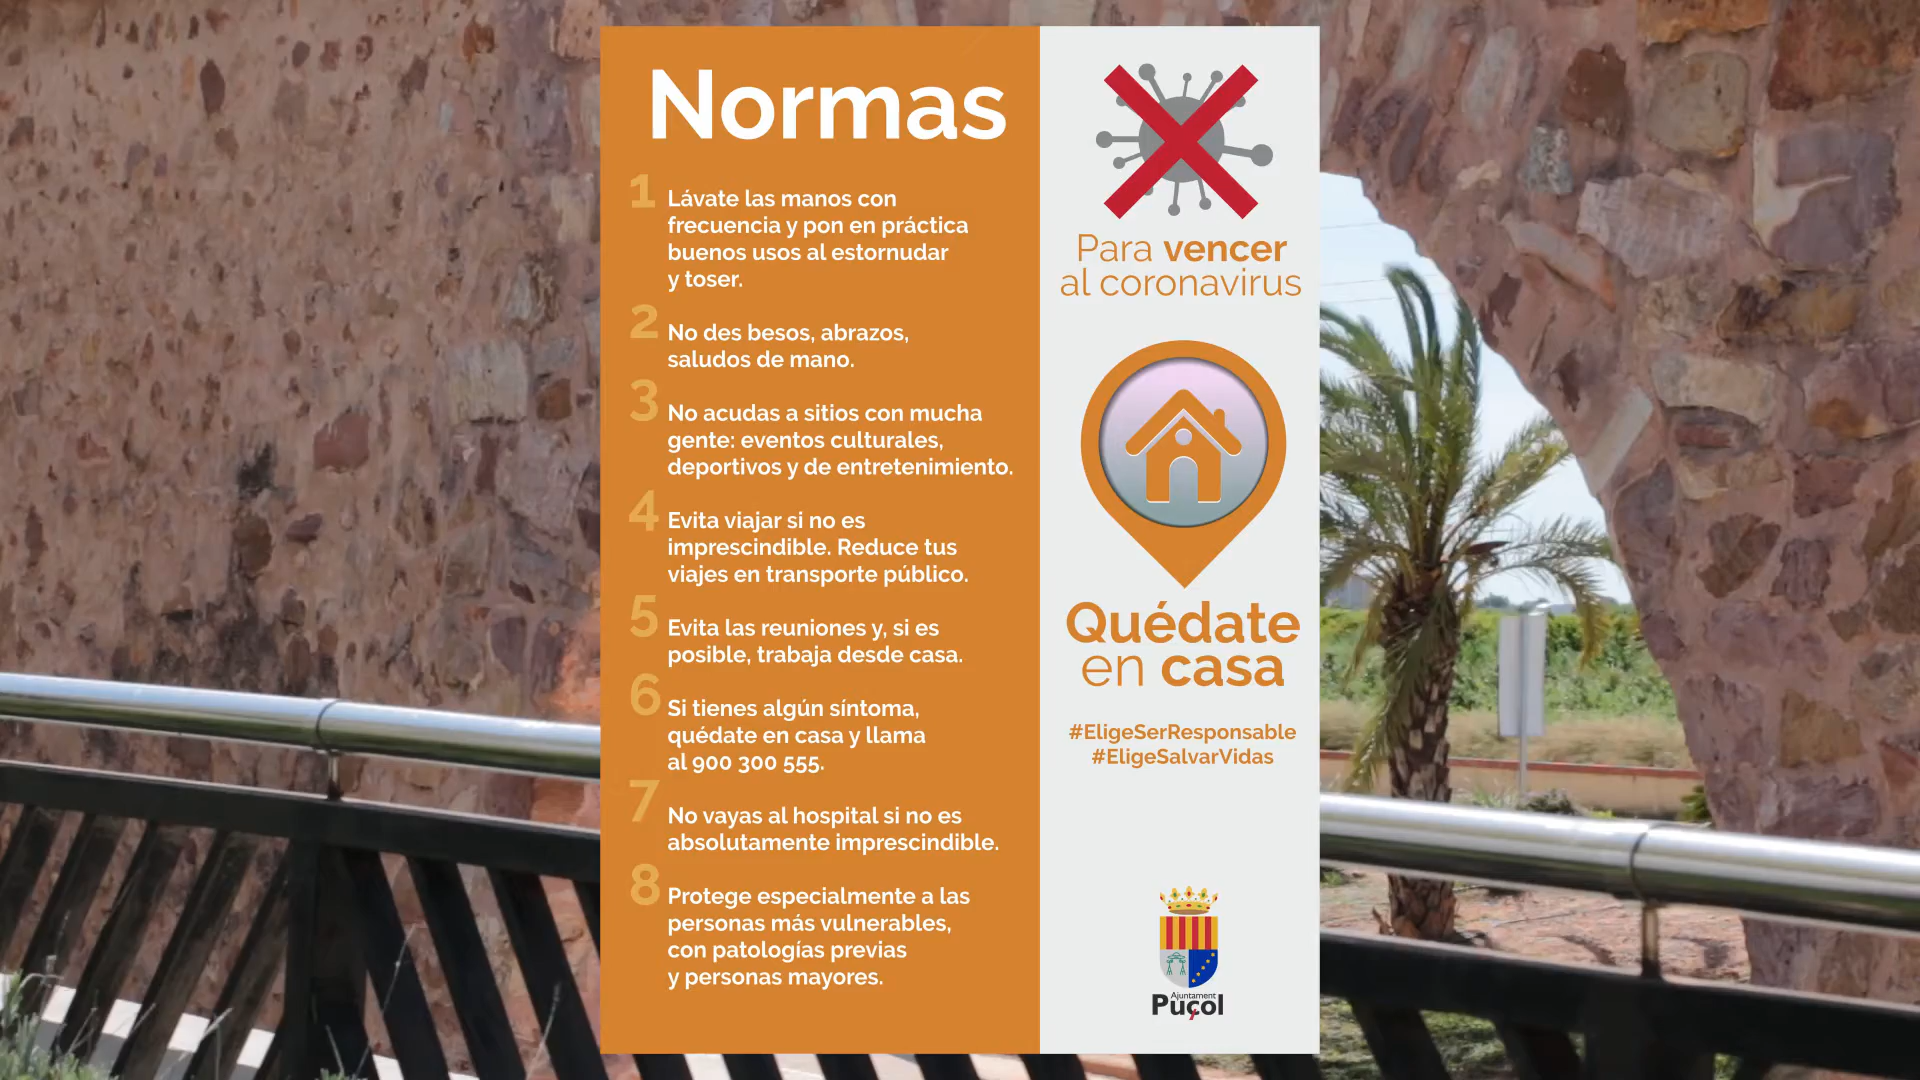 Normas
1
Lávate las manos con
frecuencia y pon en práctica
buenos usos al estornudar
y toser.
2
No des besos, abrazos,
saludos de mano.
3
No acudas a sitios con mucha
gente: eventos culturales,
deportivos y de entretenimiento.
4
Evita viajar si no es
imprescindible. Reduce tus
viajes en transporte público.
5
Evita las reuniones y, si es
posible, trabaja desde casa.
6
Si tienes algún síntoma,
quédate en casa y llama
al 900 300 555.
7
No vayas al hospital si no es
absolutamente imprescindible.
8
Protege especialmente a las
personas más vulnerables,
con patologías previas
y personas mayores.
Para vencer
al coronavirus
Quédate
en casa
#EligeSerResponsable
#EligeSalvarVidas
Ajuntament
Puçol